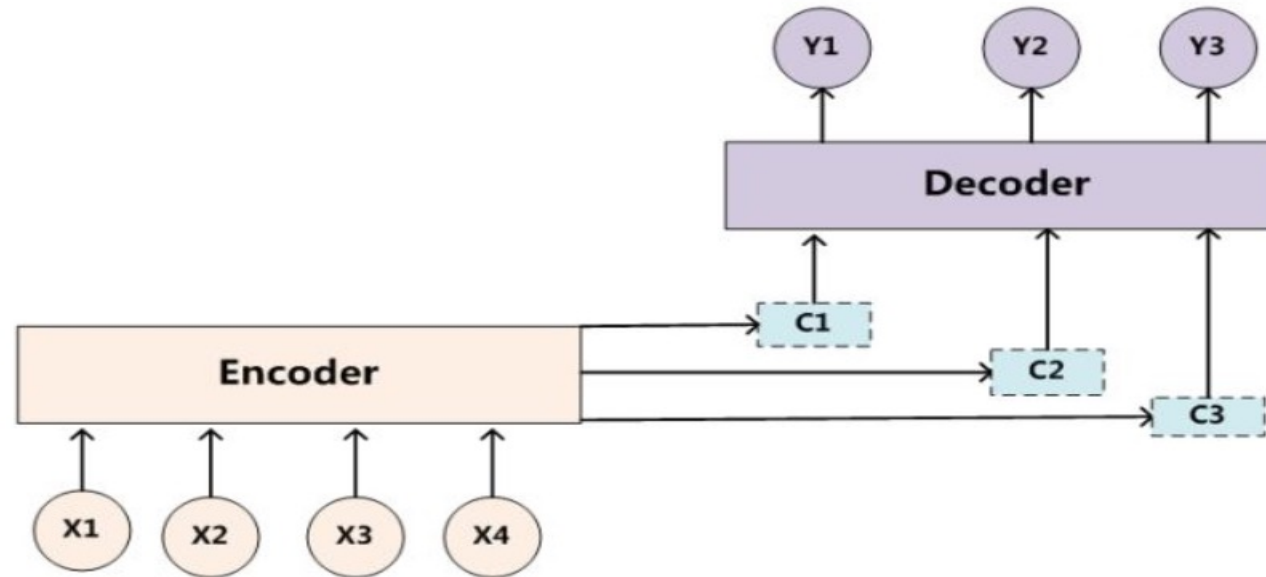 Y1 Y2 Y3
Decoder
C1
Encoder
C2
C3
X1 X2 X3 X4